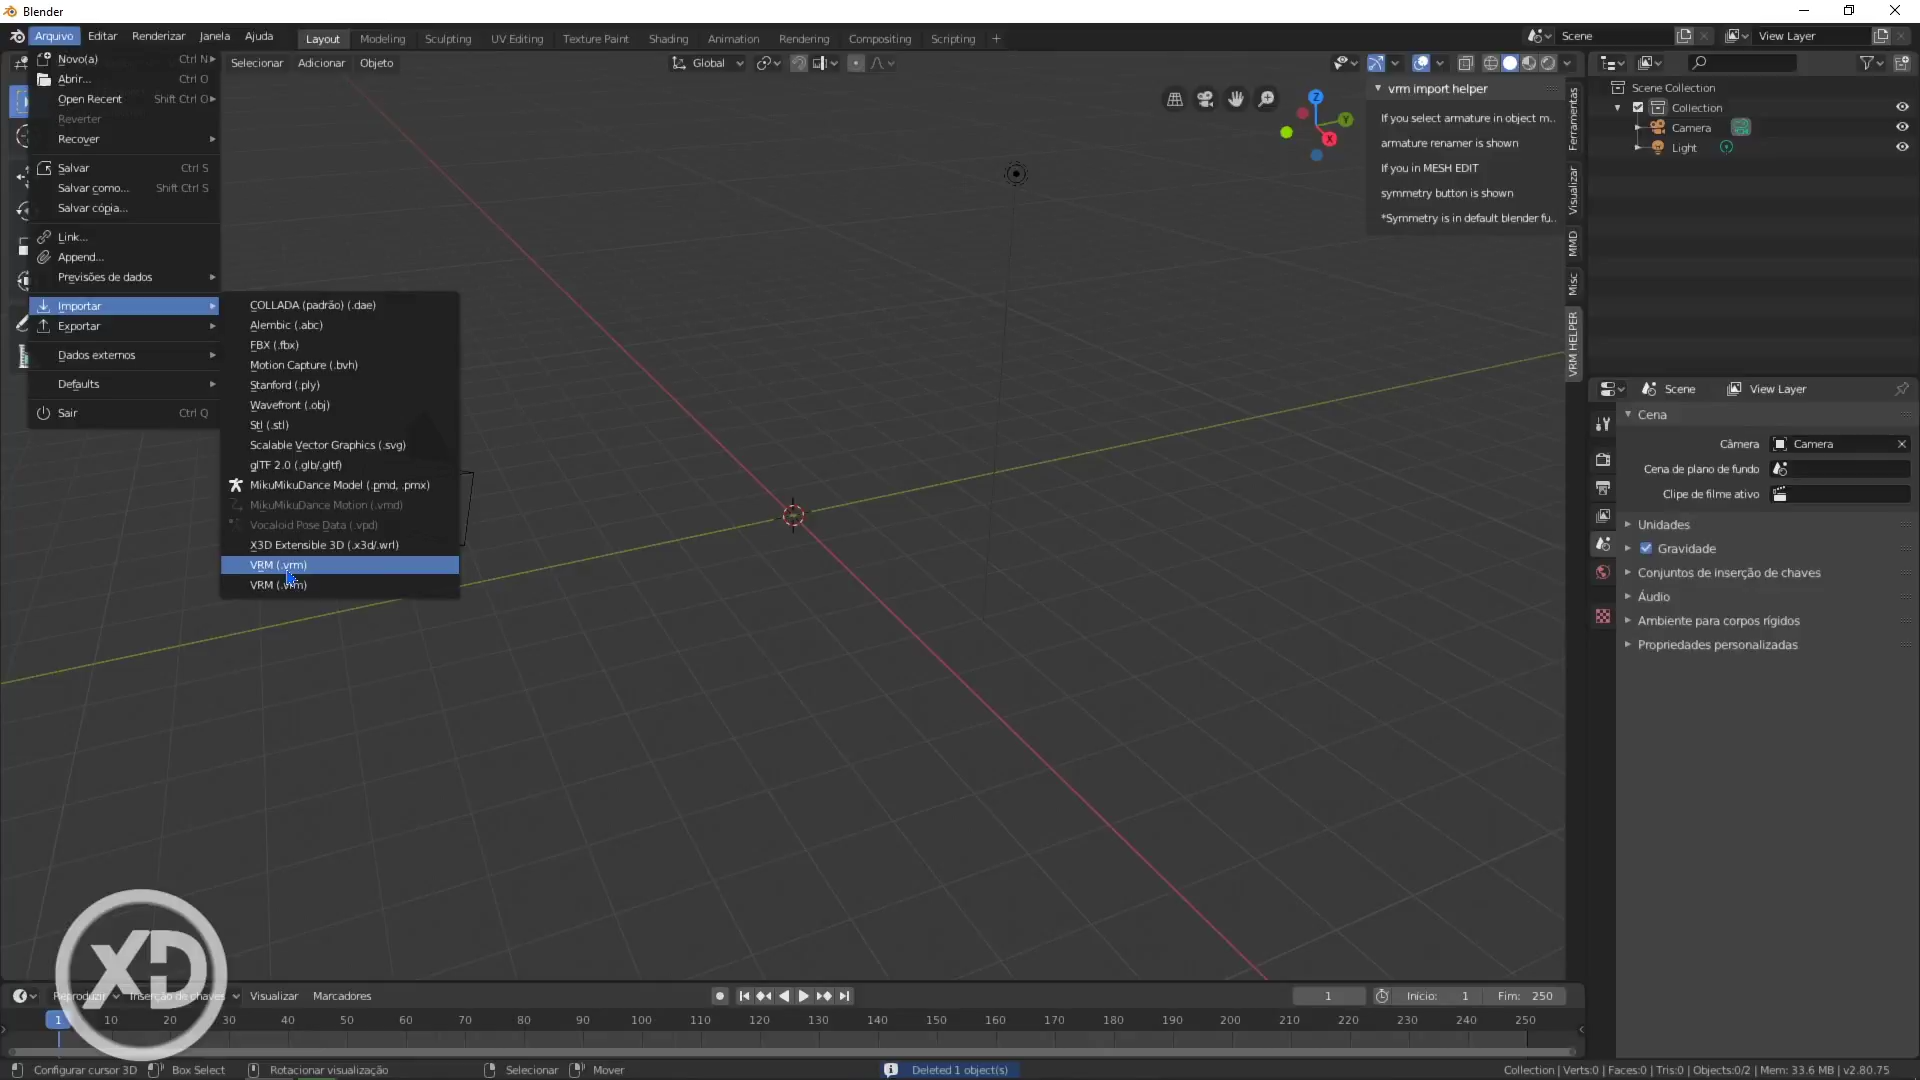 Blender
Arquivo Editar Renderizar Janela Ajuda Layout Modeling Sculpting UV Editing Texture Paint Shading Animation Rendering Compositing Scripting + Scene View Layer
Selecionar Adicionar Objeto Global
Novo(a) Ctrl N
Abrir... Ctrl O
Open Recent Shift Ctrl O
Reverter
Recover
Salvar Ctrl S
Salvar como... Shift Ctrl S
Salvar cópia...
Link...
Append...
Previsões de dados
Importar
Exportar
Dados externos
Defaults
Sair Ctrl Q
COLLADA (padrão) (.dae)
Alembic (.abc)
FBX (.fbx)
Motion Capture (.bvh)
Stanford (.ply)
Wavefront (.obj)
Stl (.stl)
Scalable Vector Graphics (.svg)
glTF 2.0 (.glb/.gltf)
MikuMikuDance Model (.pmd, .pmx)
MikuMikuDance Motion (.vmd)
Vocaloid Pose Data (.vpd)
X3D Extensible 3D (.x3d/.wrl)
VRM (.vrm)
VRM (.vrm)
Z
Y
X
vrm import helper
If you select armature in object m..
armature renamer is shown
If you in MESH EDIT
symmetry button is shown
*Symmetry is in default blender fu..
Ferramentas
Visualizar
MMD
Misc
VRM HELPER
Scene Collection
Collection
Camera
Light
Scene View Layer
Cena
Câmera Camera
Cena de plano de fundo
Clipe de filme ativo
Unidades
Gravidade
Conjuntos de inserção de chaves
Áudio
Ambiente para corpos rígidos
Propriedades personalizadas
XD
Reproduzir Inserção de chaves Visualizar Marcadores 1 Início: 1 Fim: 250
1 10 20 30 40 50 60 70 80 90 100 110 120 130 140 150 160 170 180 190 200 210 220 230 240 250
Configurar cursor 3D Box Select Rotacionar visualização Selecionar Mover Deleted 1 object(s) Collection | Verts:0 | Faces:0 | Tris:0 | Objects:0/2 | Mem: 33.6 MB | v2.80.75